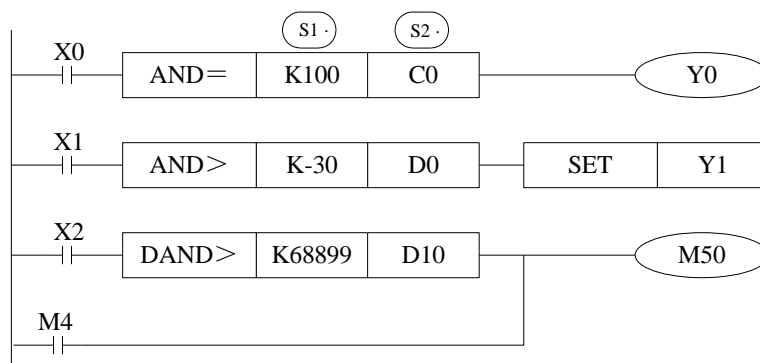 S1· S2·
X0
AND= K100 C0 Y0
X1
AND> K-30 D0 SET Y1
X2
DAND> K68899 D10 M50
M4